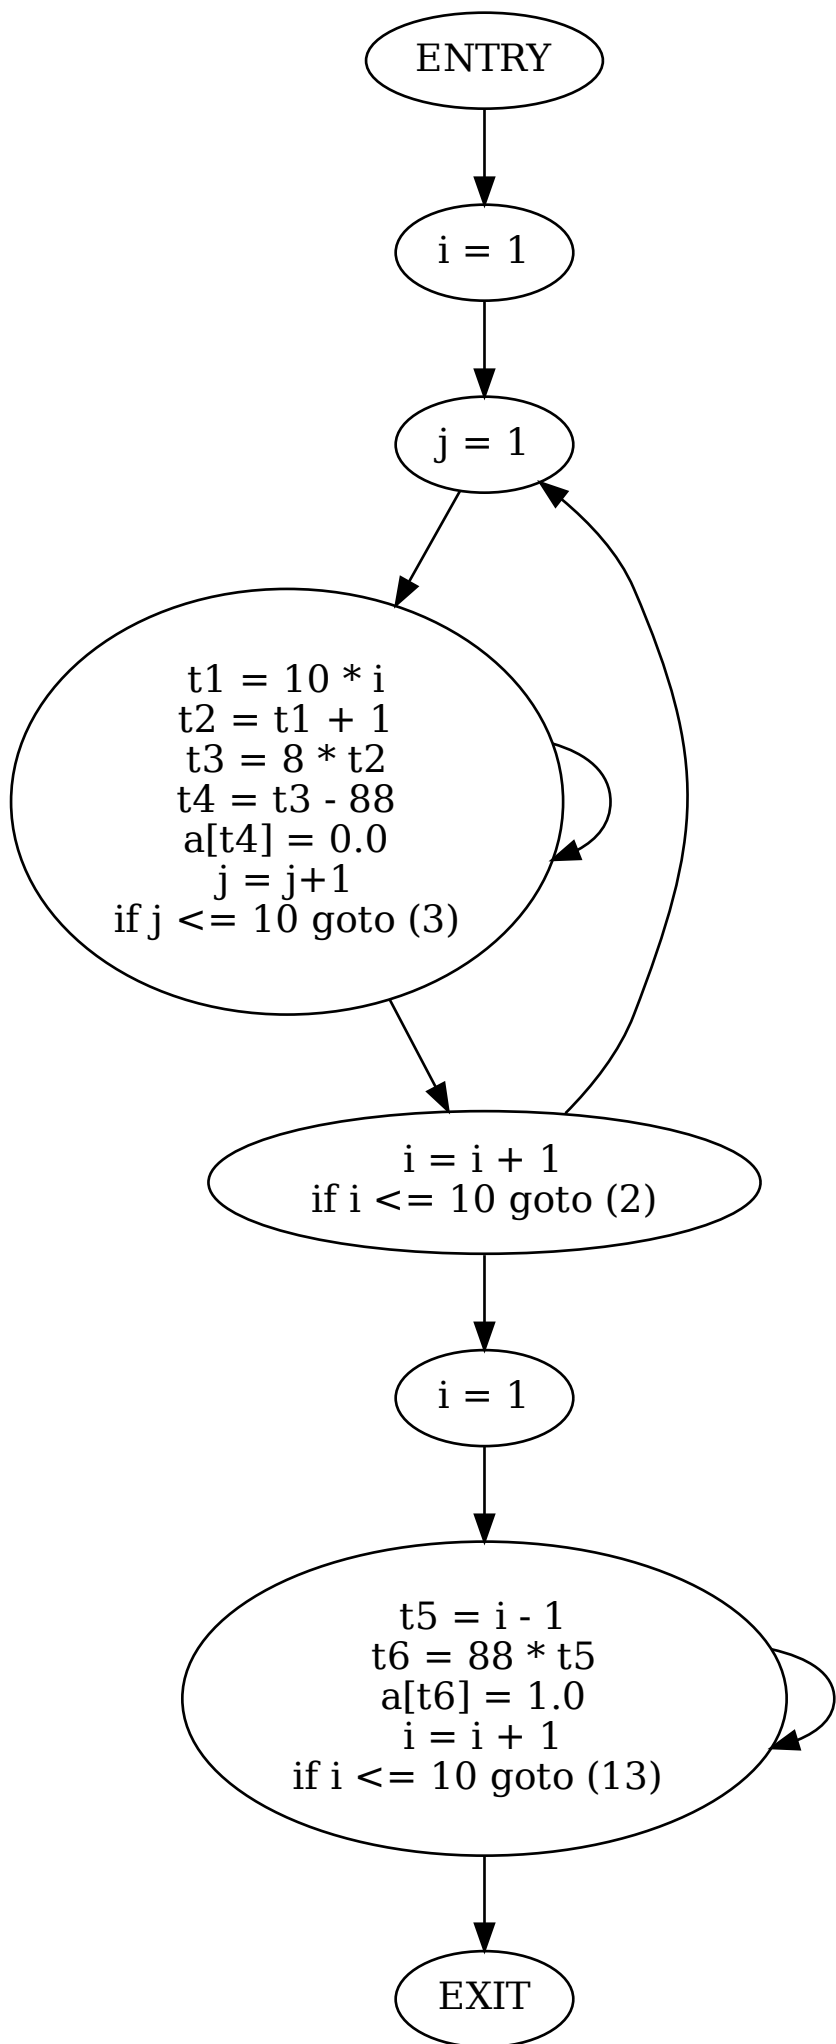 ENTRY
i = 1
j = 1
t1 = 10 * i
t2 = t1 + 1
t3 = 8 * t2
t4 = t3 - 88
a[t4] = 0.0
j = j+1
if j <= 10 goto (3)
i = i + 1
if i <= 10 goto (2)
i = 1
t5 = i - 1
t6 = 88 * t5
a[t6] = 1.0
i = i + 1
if i <= 10 goto (13)
EXIT